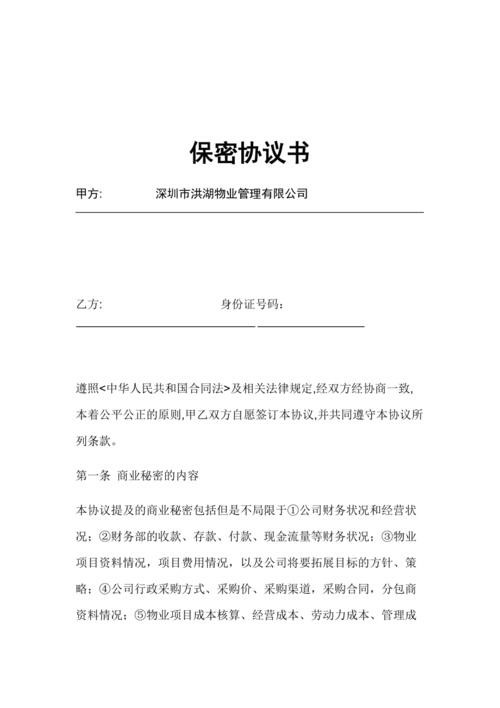 保密协议书
甲方: 深圳市洪湖物业管理有限公司
乙方: 身份证号码:
遵照<中华人民共和国合同法>及相关法律规定,经双方经协商一致,
本着公平公正的原则,甲乙双方自愿签订本协议,并共同遵守本协议所
列条款。
第一条 商业秘密的内容
本协议提及的商业秘密包括但是不局限于①公司财务状况和经营状
况；②财务部的收款、存款、付款、现金流量等财务状况；③物业
项目资料情况，项目费用情况，以及公司将要拓展目标的方针、策
略；④公司行政采购方式、采购价、采购渠道，采购合同，分包商
资料情况；⑤物业项目成本核算、经营成本、劳动力成本、管理成